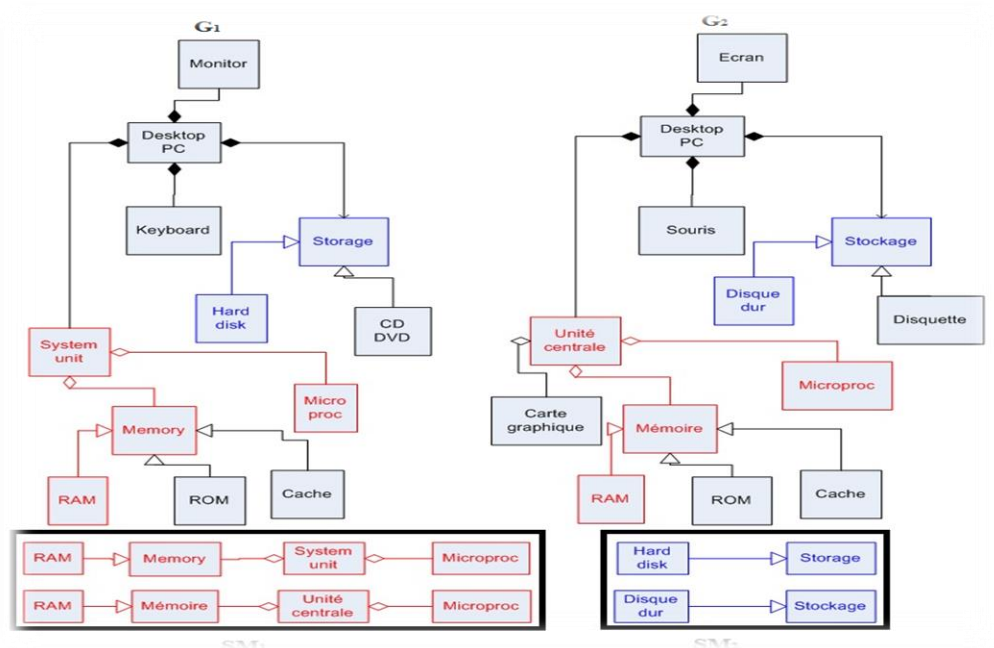 G1
Monitor
Desktop
PC
Keyboard
Storage
Hard
disk
CD
DVD
System
unit
Micro
proc
Memory
RAM
ROM
Cache
G2
Ecran
Desktop
PC
Souris
Stockage
Disque
dur
Disquette
Unité
centrale
Microproc
Carte
graphique
Mémoire
RAM
ROM
Cache
RAM
Memory
System
unit
Microproc
RAM
Mémoire
Unité
centrale
Microproc
Hard
disk
Storage
Disque
dur
Stockage